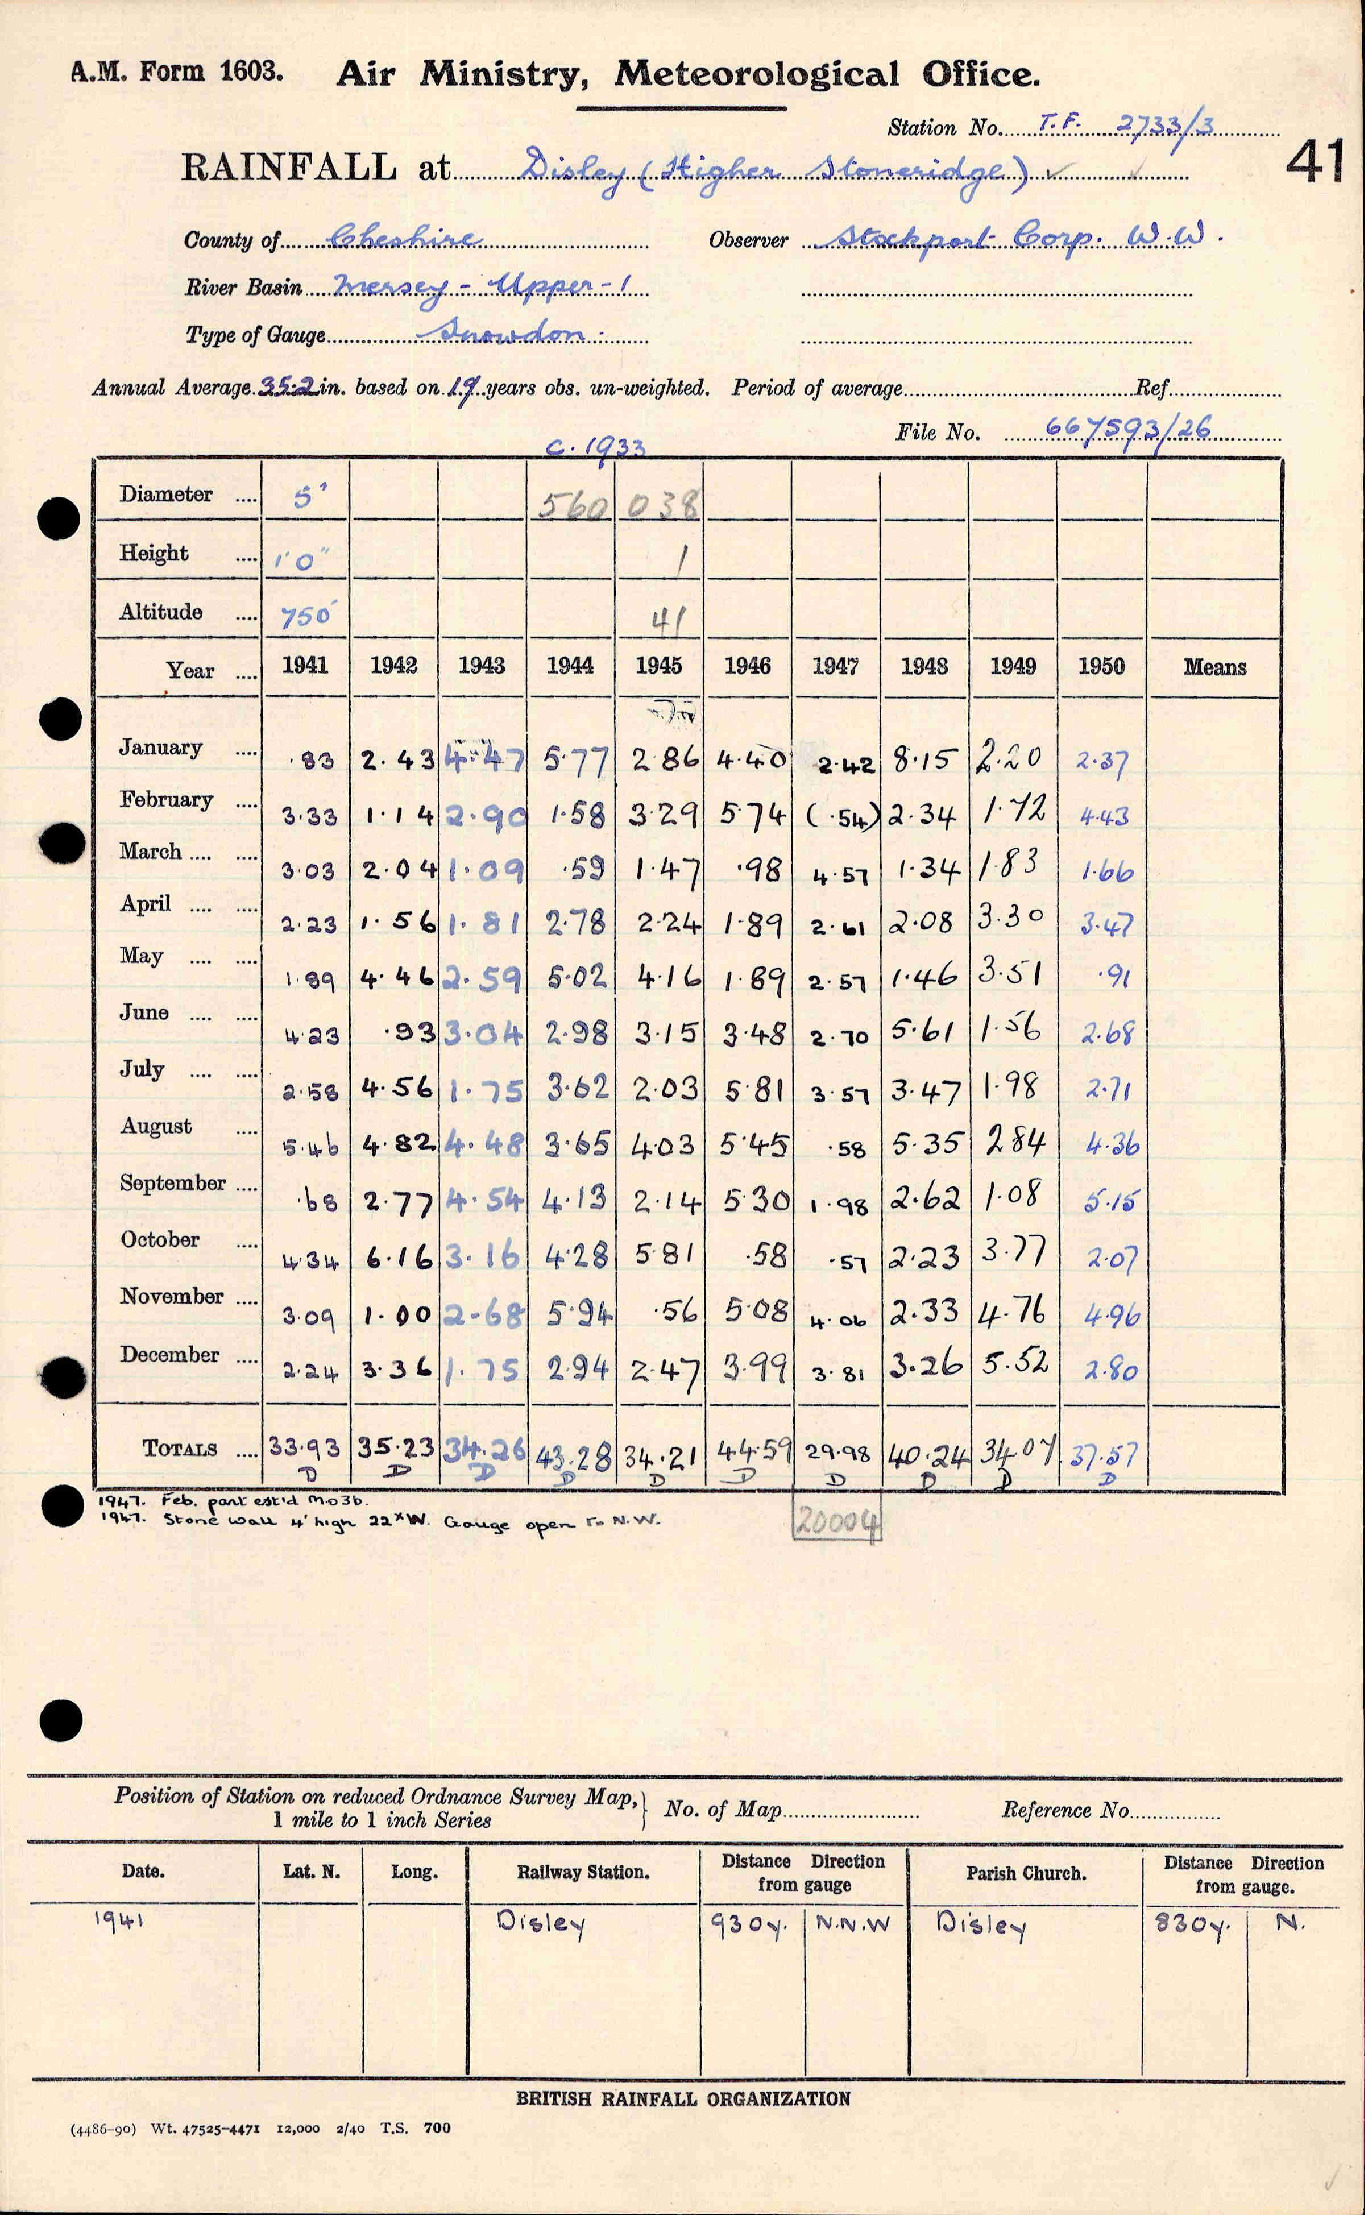 A.M. Form 1603. Air Ministry, Meteorological Office.
Station No. T.F. 2733/3
41
RAINFALL at Disley (Higher Stoneridge) ✓ ✓
County of Cheshire Observer Stockport Corp. W.W.
River Basin Mersey - Upper - 1
Type of Gauge Snowdon.
Annual Average 35.2 in. based on 19 years obs. un-weighted. Period of average Ref
File No. 667593/26
c. 1933
Diameter .... 5" 560 038
Height .... 1'0" 1
Altitude .... 750' 41
Year .... 1941 1942 1943 1944 1945 1946 1947 1948 1949 1950 Means
January .... .83 2.43 4.47 5.77 2.86 4.40 2.42 8.15 2.20 2.37
February .... 3.33 1.14 2.90 1.58 3.29 5.74 (.54) 2.34 1.72 4.43
March .... .... 3.03 2.04 1.09 .59 1.47 .98 4.57 1.34 1.83 1.66
April .... .... 2.23 1.56 1.81 2.78 2.24 1.89 2.61 2.08 3.30 3.47
May .... .... 1.89 4.46 2.59 5.02 4.16 1.89 2.57 1.46 3.51 .91
June .... .... 4.23 .93 3.04 2.98 3.15 3.48 2.70 5.61 1.56 2.68
July .... .... 2.58 4.56 1.75 3.62 2.03 5.81 3.57 3.47 1.98 2.71
August .... 5.46 4.82 4.48 3.65 4.03 5.45 .58 5.35 2.84 4.36
September .... .68 2.77 4.54 4.13 2.14 5.30 1.98 2.62 1.08 5.15
October .... 4.34 6.16 3.16 4.28 5.81 .58 .57 2.23 3.77 2.07
November .... 3.09 1.00 2.68 5.94 .56 5.08 4.06 2.33 4.76 4.96
December .... 2.24 3.36 1.75 2.94 2.47 3.99 3.81 3.26 5.52 2.80
TOTALS .... 33.93 35.23 34.26 43.28 34.21 44.59 29.98 40.24 34.07 37.57
D D D D D D D D D D
1947. Feb. part est'd M.O3b.
1947. Stone wall 4' high 22xW. Gauge open to N.W.
20004
Position of Station on reduced Ordnance Survey Map, 1 mile to 1 inch Series } No. of Map Reference No.
Date. Lat. N. Long. Railway Station. Distance Direction from gauge Parish Church. Distance Direction from gauge.
1941 Disley 930y. N.N.W Disley 830y. N.
BRITISH RAINFALL ORGANIZATION
(4486-90) Wt. 47525-4471 12,000 2/40 T.S. 700